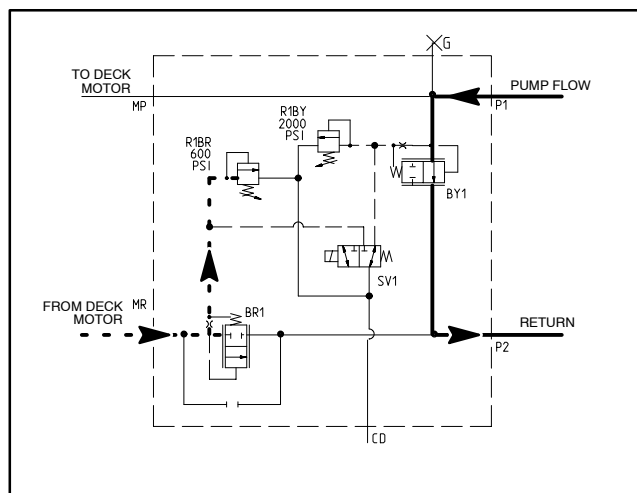 G
TO DECK
MOTOR
PUMP FLOW
MP
P1
R1BY
2000
PSI
R1BR
600
PSI
BY1
SV1
FROM DECK
MOTOR
MR
BR1
RETURN
P2
CD